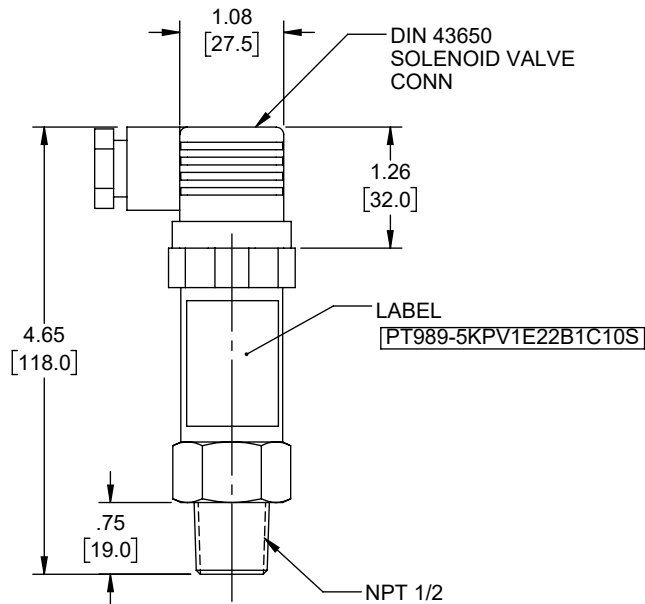 1.08
[27.5]
DIN 43650
SOLENOID VALVE
CONN
1.26
[32.0]
4.65
[118.0]
LABEL
PT989-5KPV1E22B1C10S
.75
[19.0]
NPT 1/2